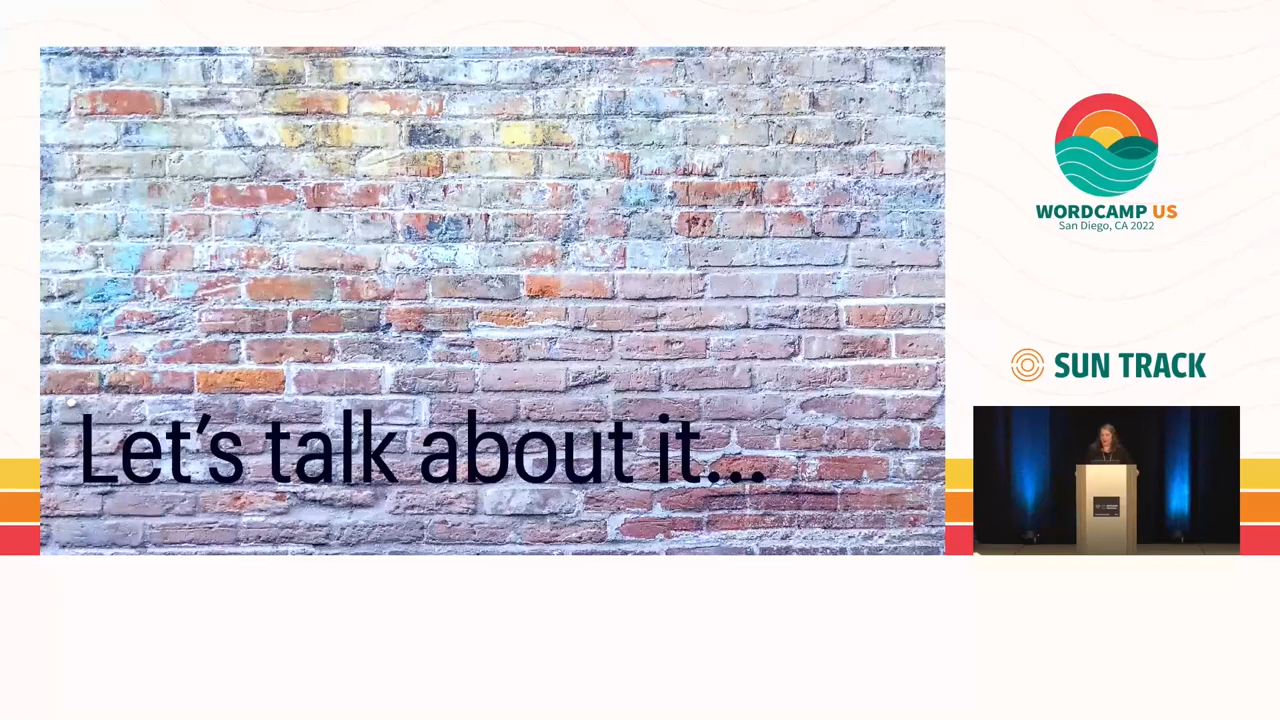 Let's talk about it...
WORDCAMP US
San Diego, CA 2022
SUN TRACK